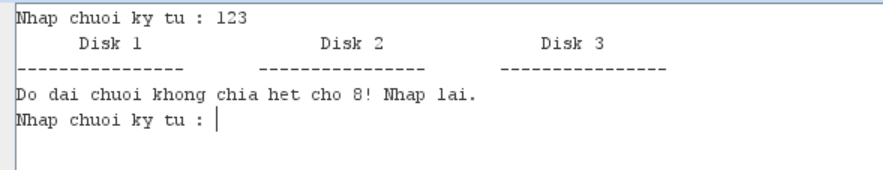 Nhap chuoi ky tu : 123
Disk 1 Disk 2 Disk 3
---------------- ---------------- ----------------
Do dai chuoi khong chia het cho 8! Nhap lai.
Nhap chuoi ky tu :